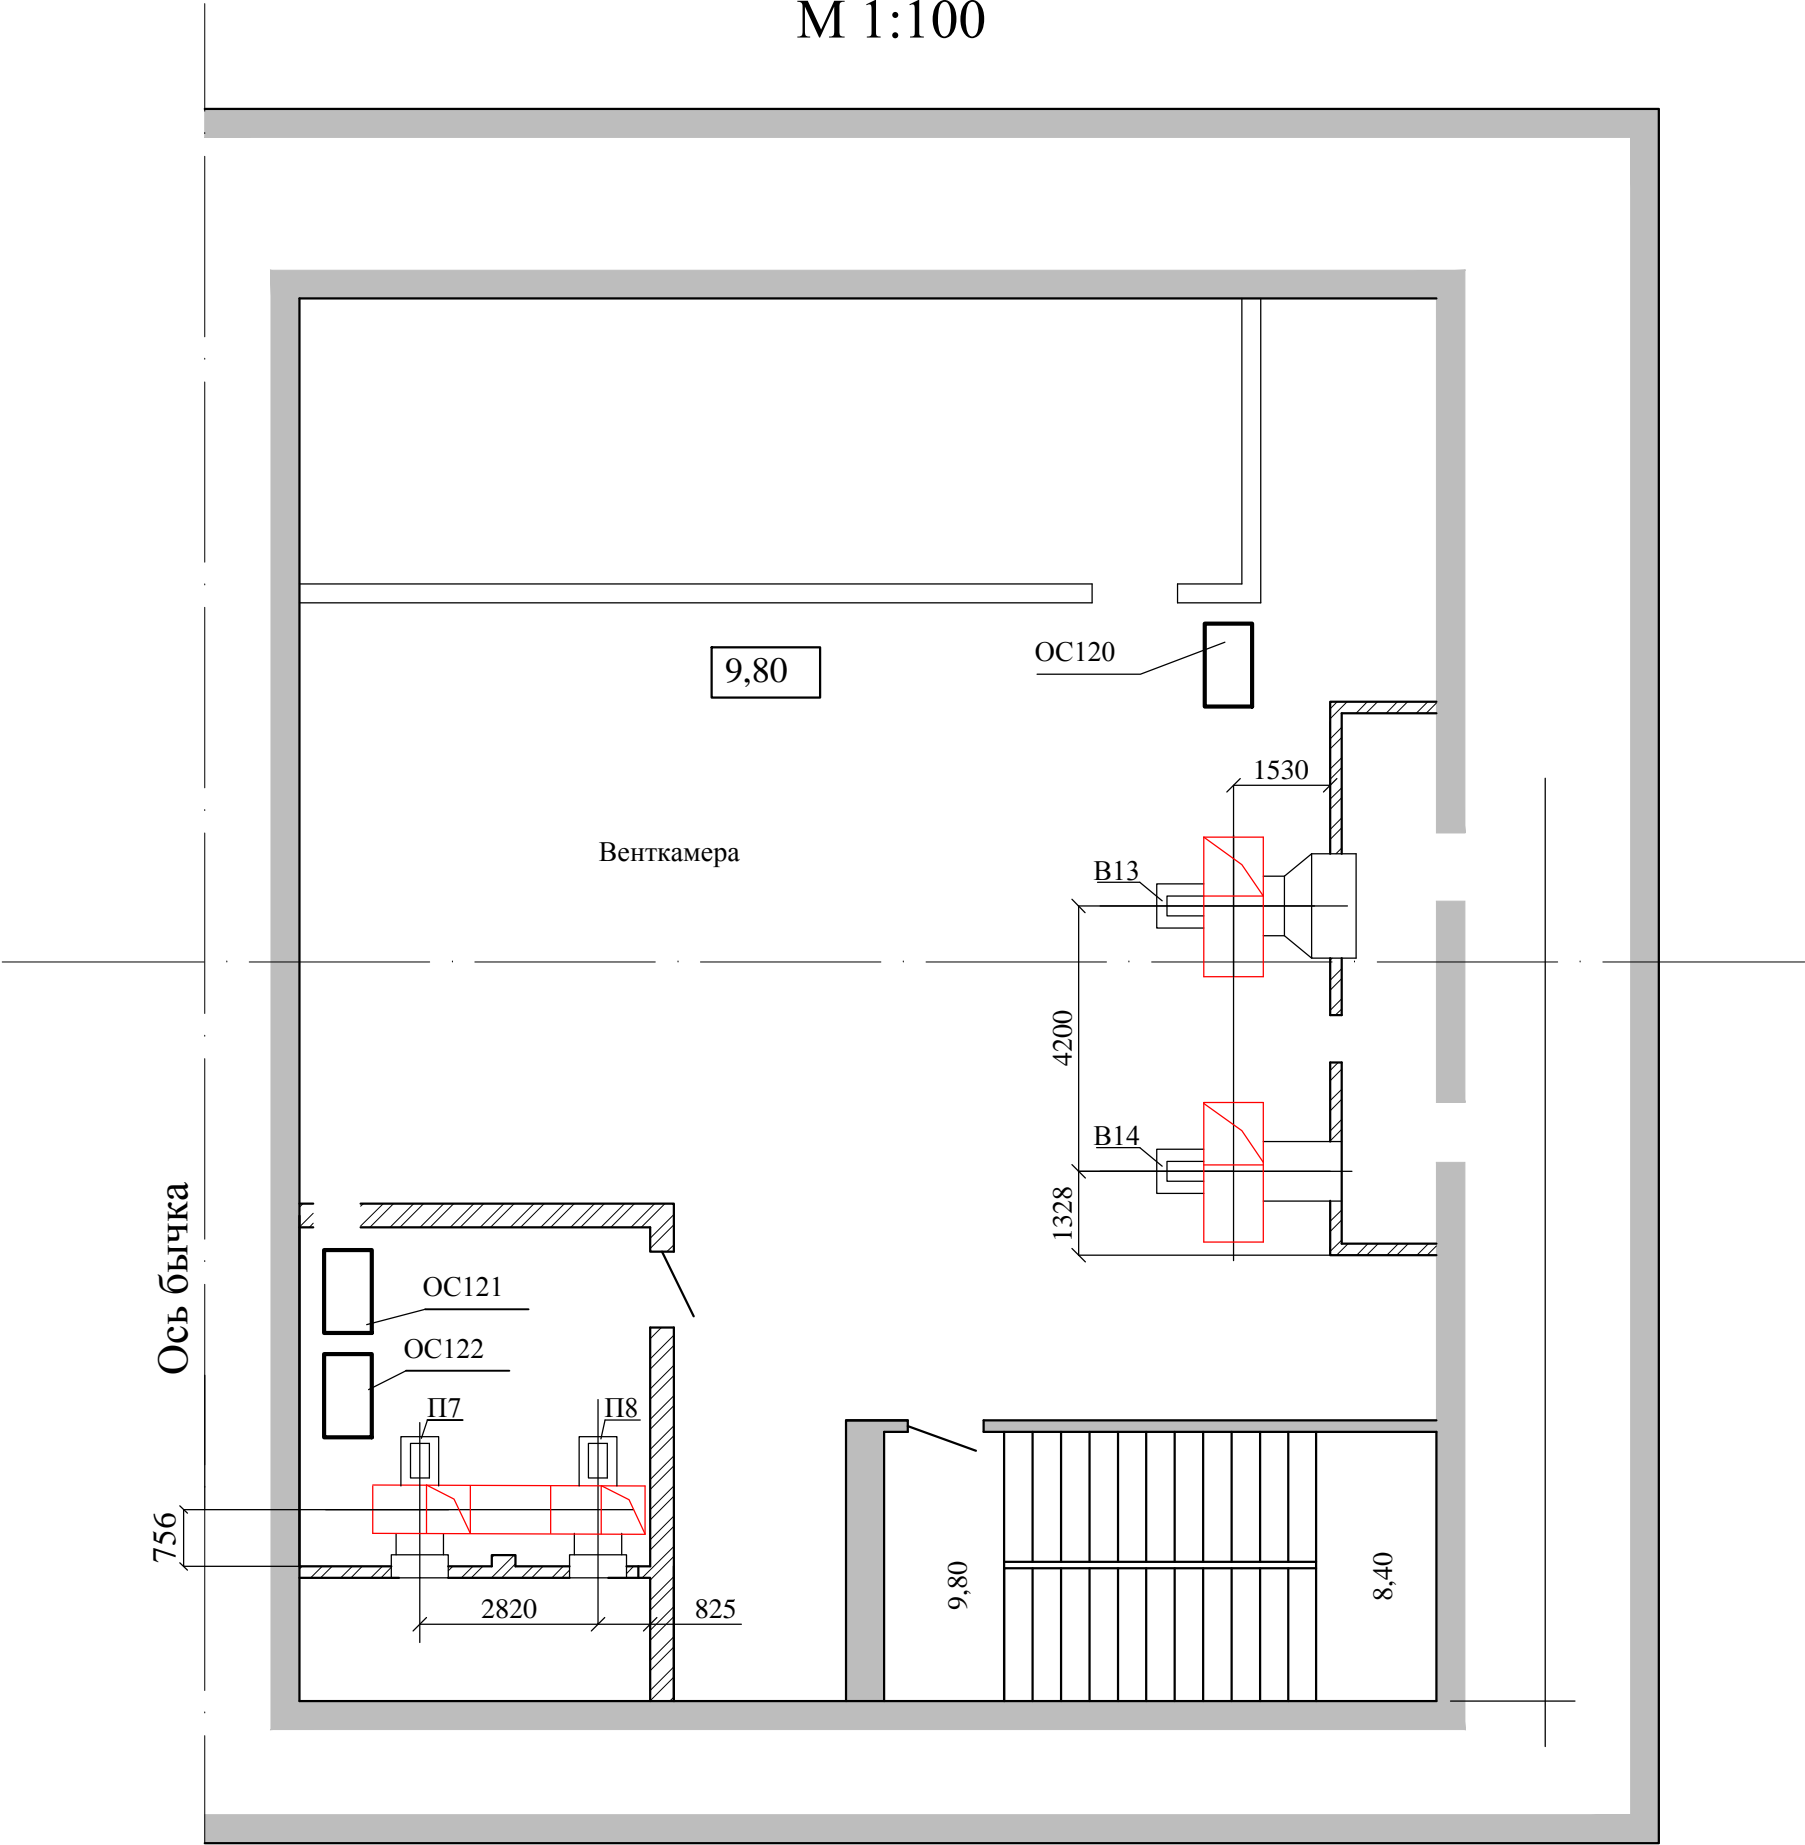 М 1:100
ОС120
9,80
1530
Венткамера
В13
4200
В14
1328
Ось бычка
ОС121
ОС122
П7
П8
756
2820
825
9,80
8,40